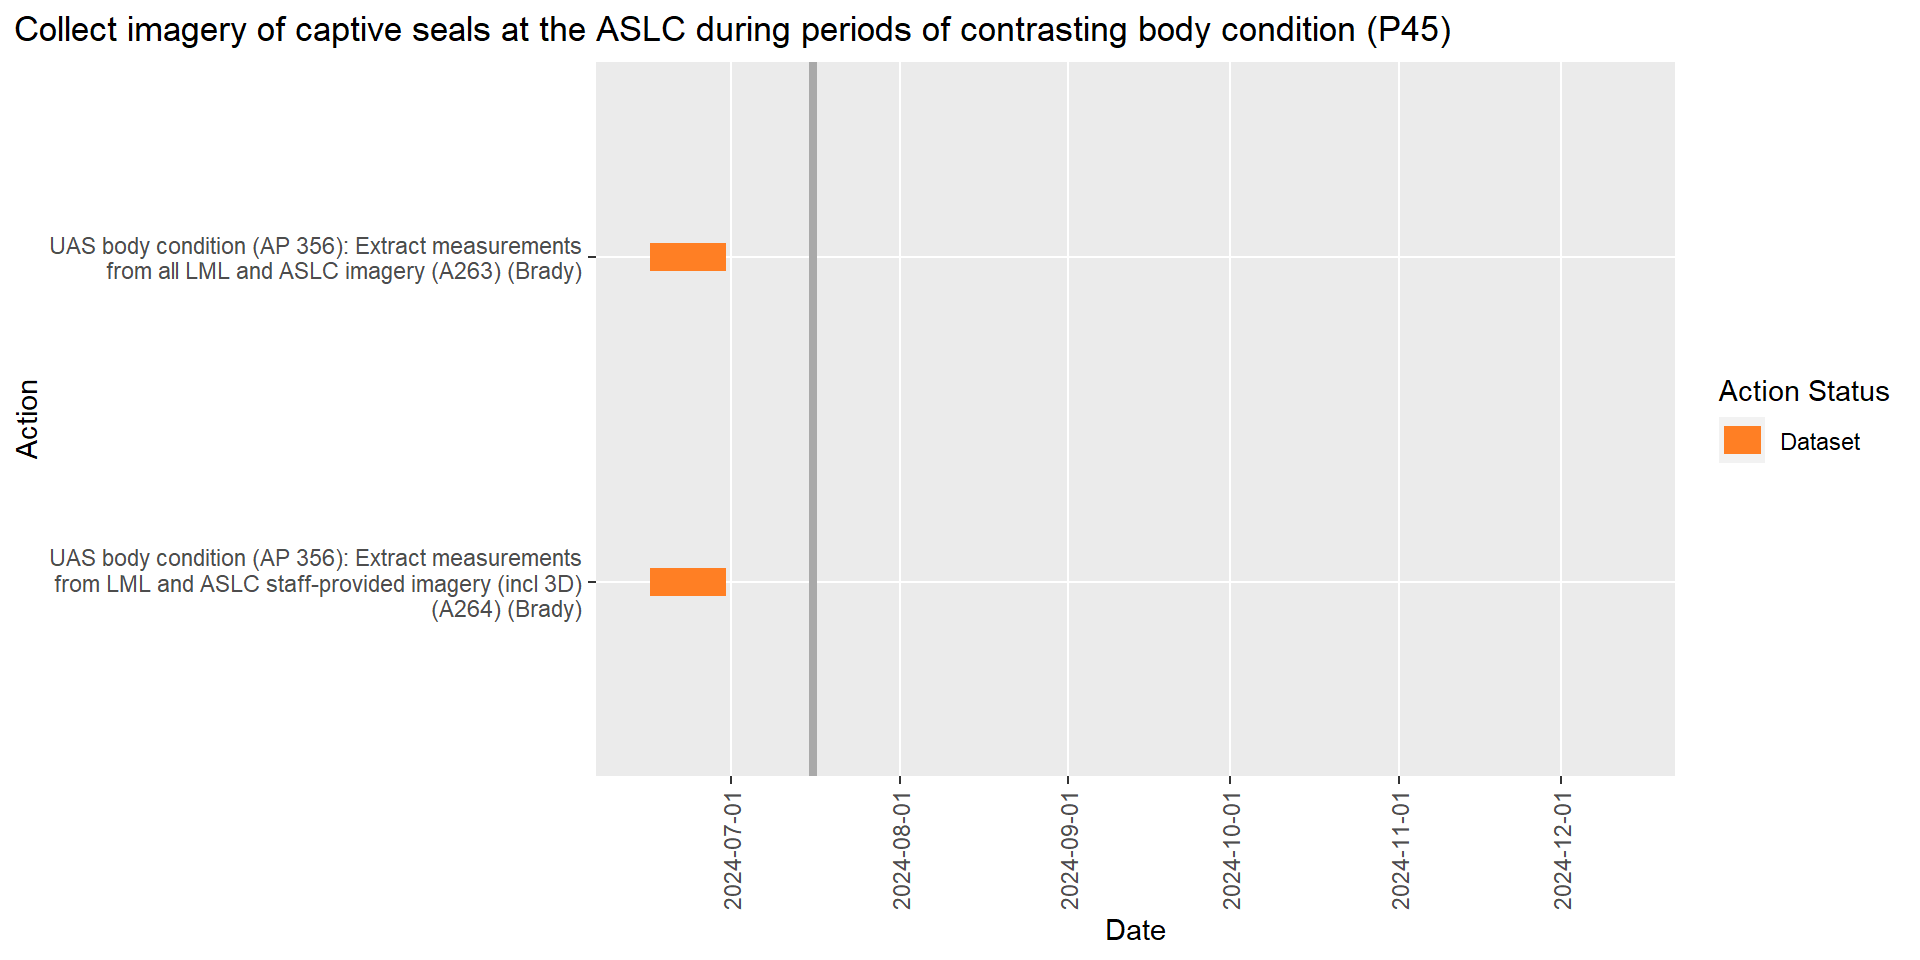 Collect imagery of captive seals at the ASLC during periods of contrasting body condition (P45)
UAS body condition (AP 356): Extract measurements
from all LML and ASLC imagery (A263) (Brady)
Action
UAS body condition (AP 356): Extract measurements
from LML and ASLC staff-provided imagery (incl 3D)
(A264) (Brady)
Action Status
Dataset
2024-07-01
2024-08-01
2024-09-01
2024-10-01
2024-11-01
2024-12-01
Date